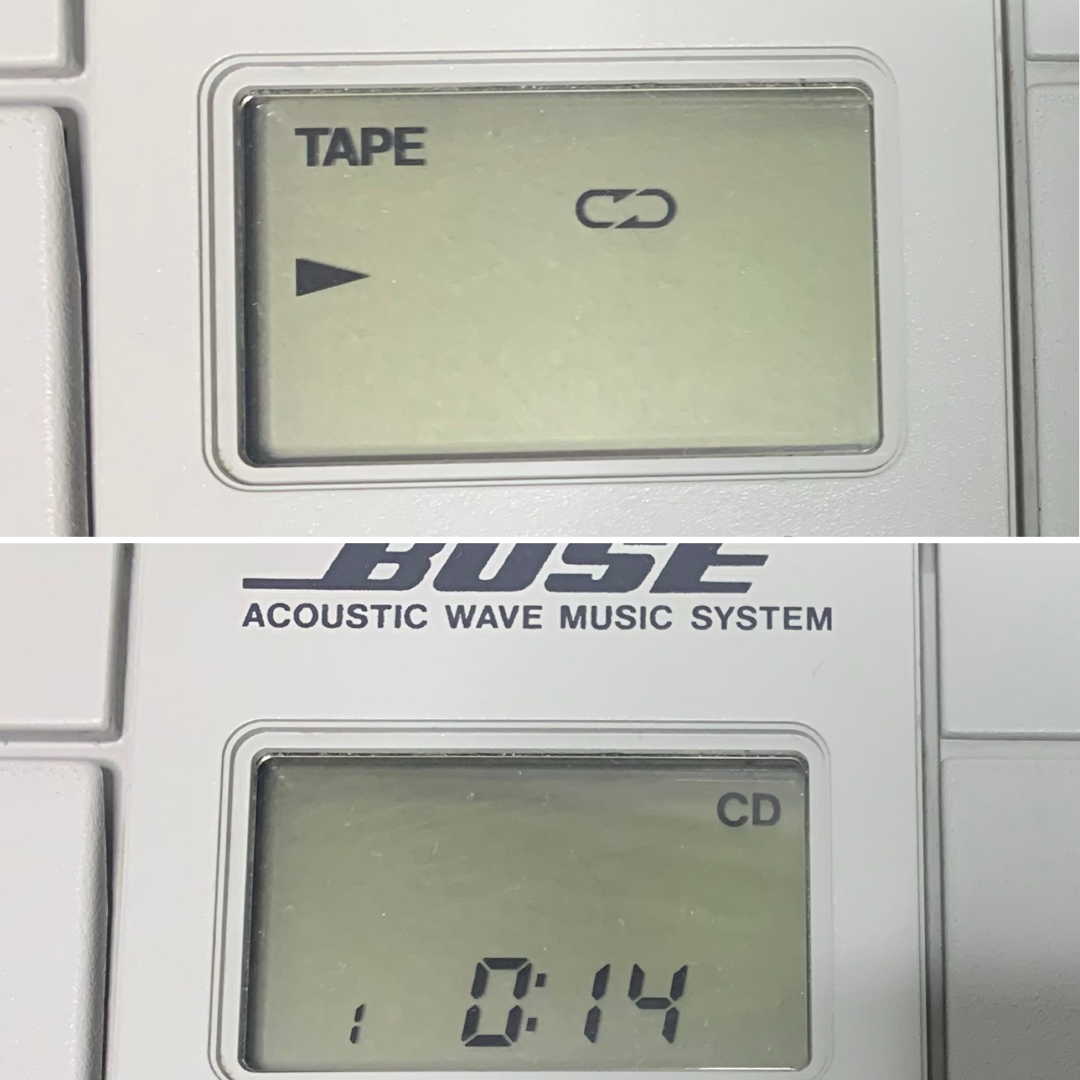 TAPE
BOSE
ACOUSTIC WAVE MUSIC SYSTEM
CD
1 0:14